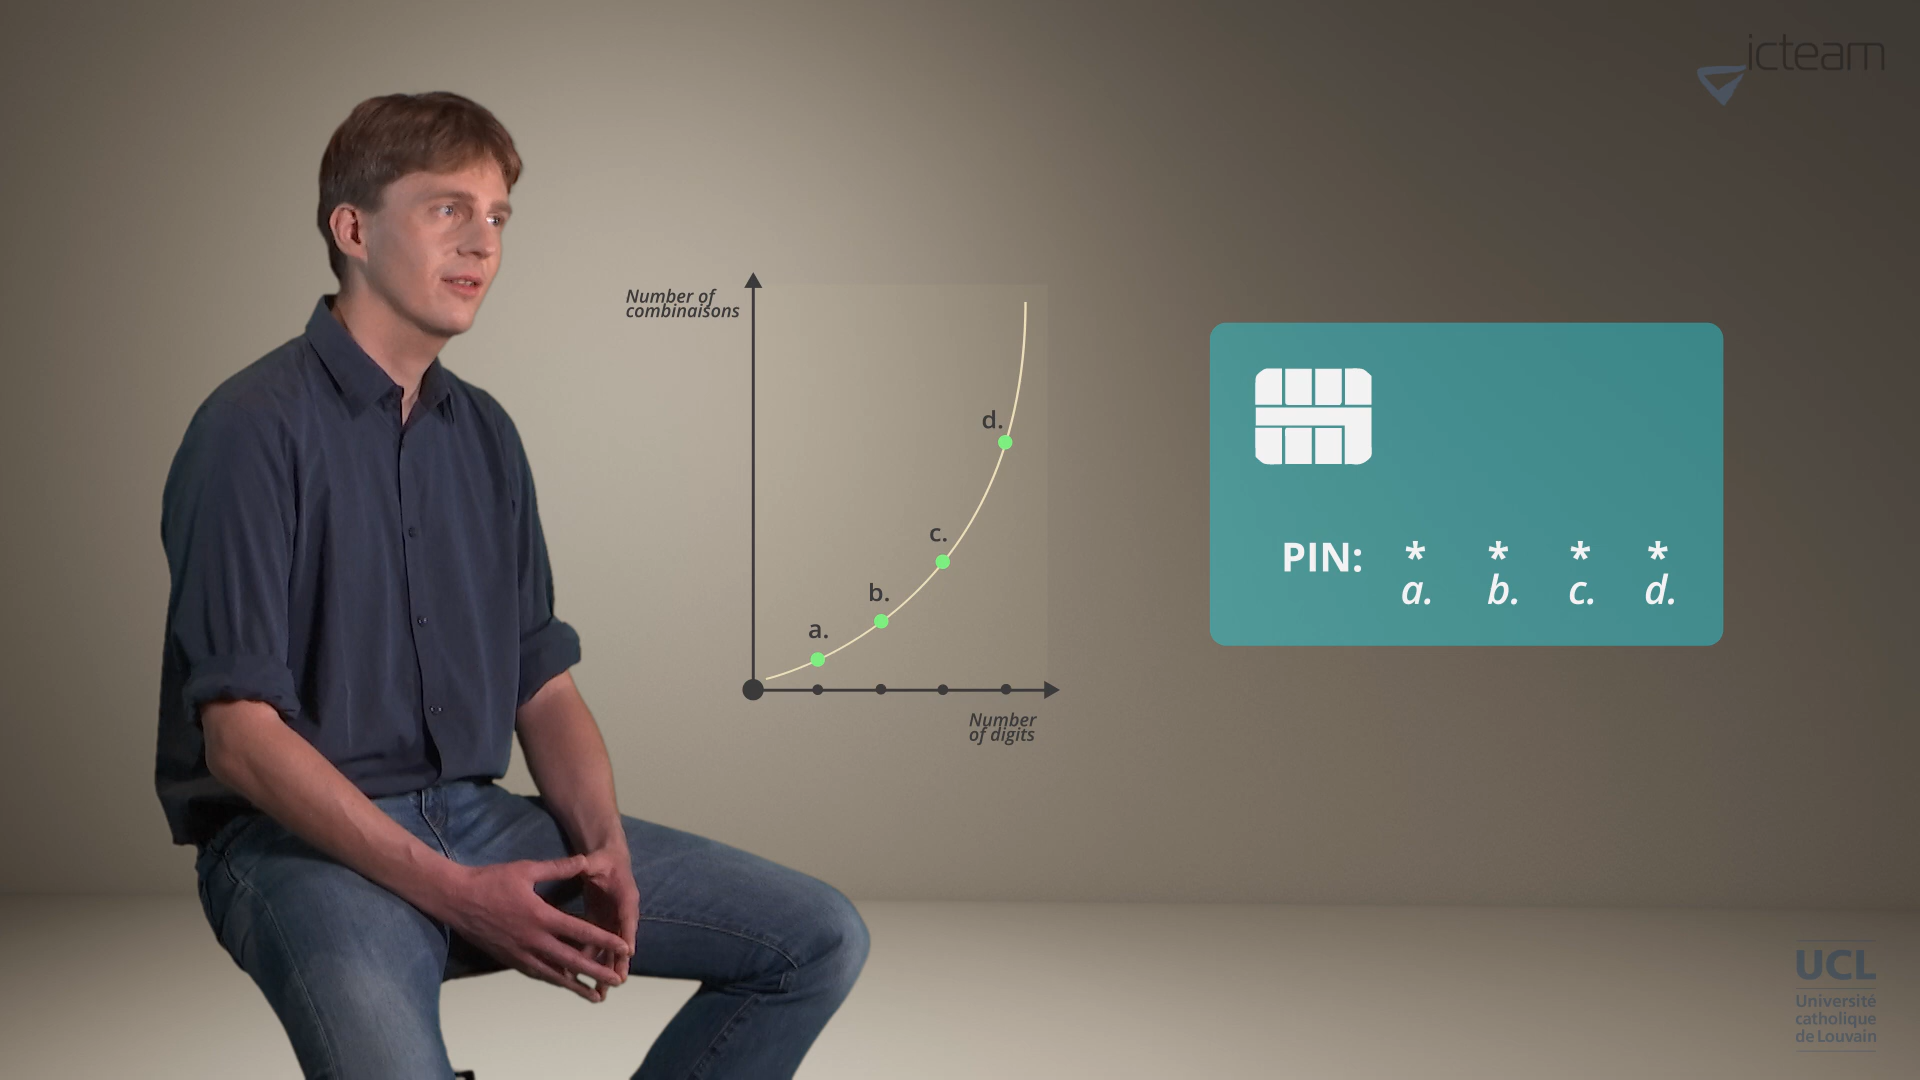 icteam
Number of
combinaisons
d.
c.
b.
a.
Number
of digits
PIN: * * * *
a. b. c. d.
UCL
Université
catholique
de Louvain